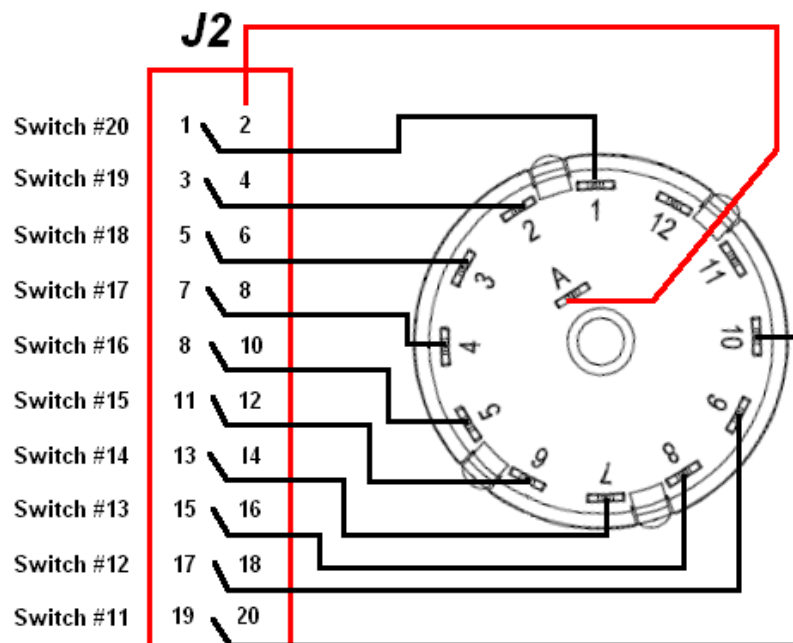 J2
Switch #20 1 2
Switch #19 3 4
Switch #18 5 6
Switch #17 7 8
Switch #16 8 10
Switch #15 11 12
Switch #14 13 14
Switch #13 15 16
Switch #12 17 18
Switch #11 19 20
1
2
3
4
5
6
7
8
9
10
11
12
A